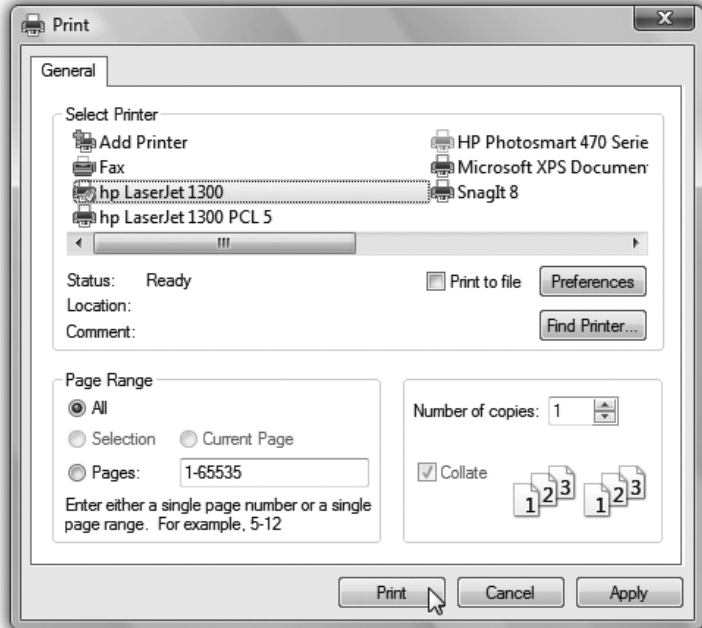 Print
General
Select Printer
Add Printer
HP Photosmart 470 Serie
Fax
Microsoft XPS Documen
hp LaserJet 1300
SnagIt 8
hp LaserJet 1300 PCL 5
Status: Ready
Print to file
Preferences
Location:
Comment:
Find Printer...
Page Range
All
Selection
Current Page
Pages: 1-65535
Enter either a single page number or a single
page range. For example, 5-12
Number of copies: 1
Collate
1 2 3 1 2 3
Print Cancel Apply